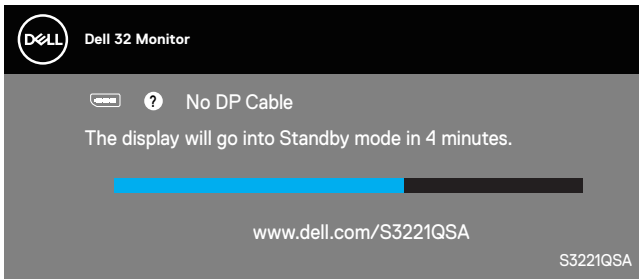 DELL
Dell 32 Monitor
? No DP Cable
The display will go into Standby mode in 4 minutes.
www.dell.com/S3221QSA
S3221QSA